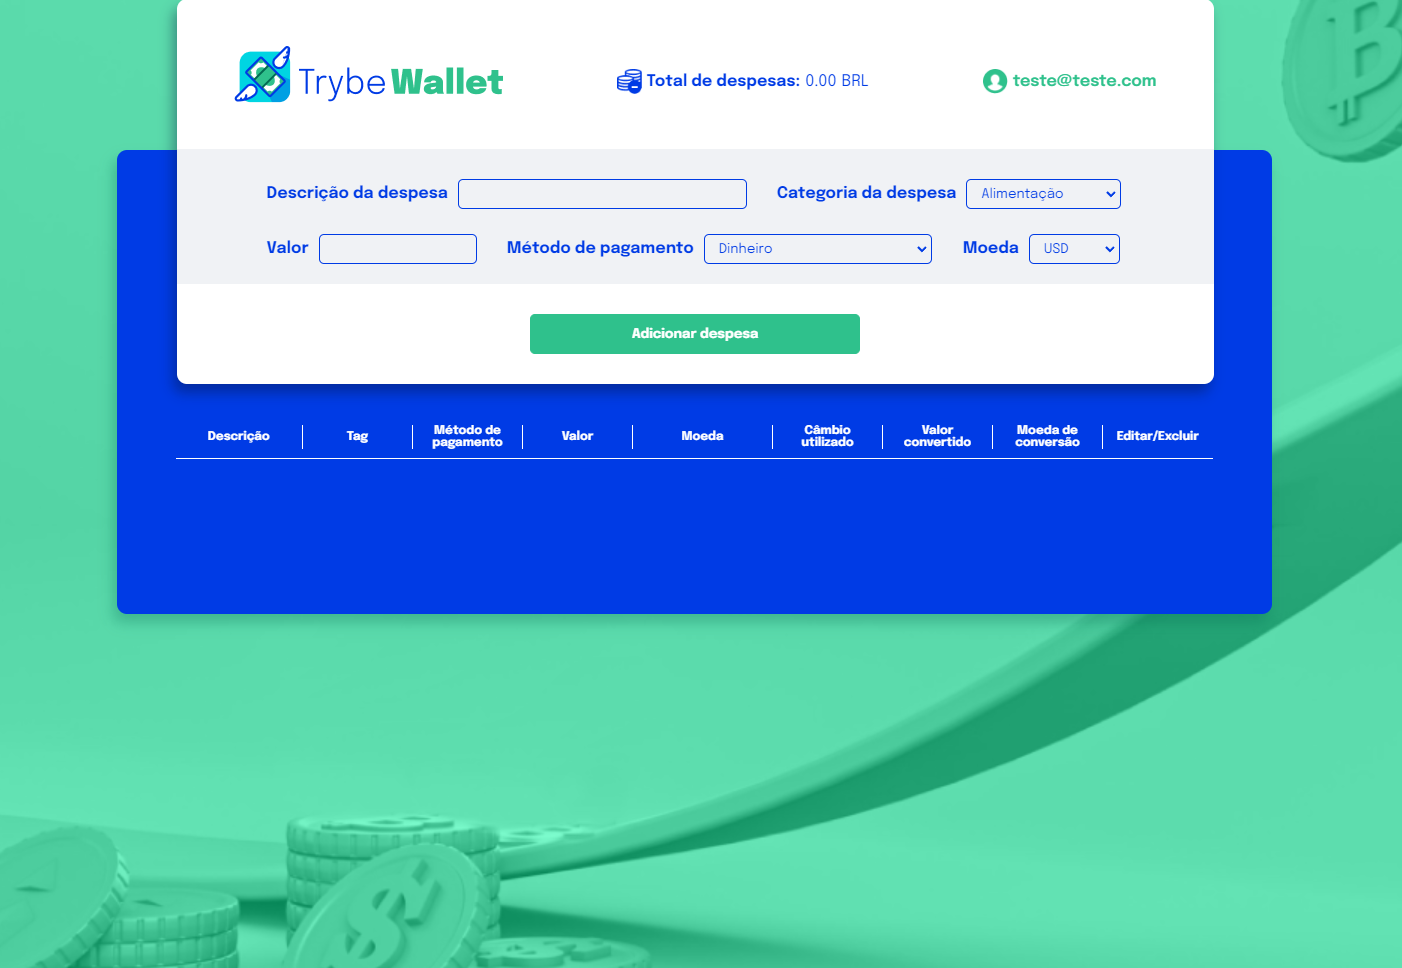 Trybe Wallet
Total de despesas: 0.00 BRL
teste@teste.com
Descrição da despesa
Categoria da despesa Alimentação
Valor
Método de pagamento Dinheiro
Moeda USD
Adicionar despesa
Descrição
Tag
Método de
pagamento
Valor
Moeda
Câmbio
utilizado
Valor
convertido
Moeda de
conversão
Editar/Excluir